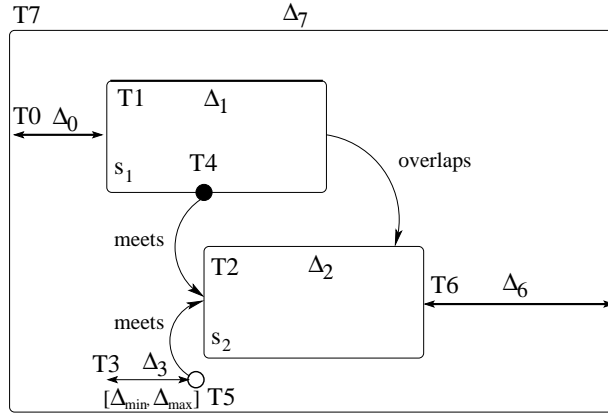 T7
Δ7
T1
Δ1
T0 Δ0
T4
s1
overlaps
meets
T2
Δ2
T6 Δ6
meets
s2
T3 Δ3
[Δmin, Δmax] T5